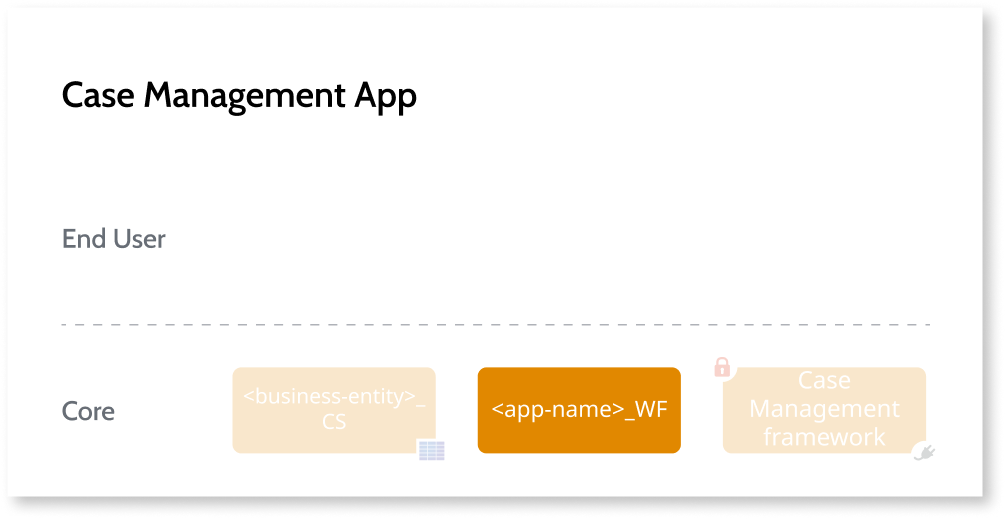 Case Management App
End User
Core
<business-entity>_
CS
<app-name>_WF
Case
Management
framework